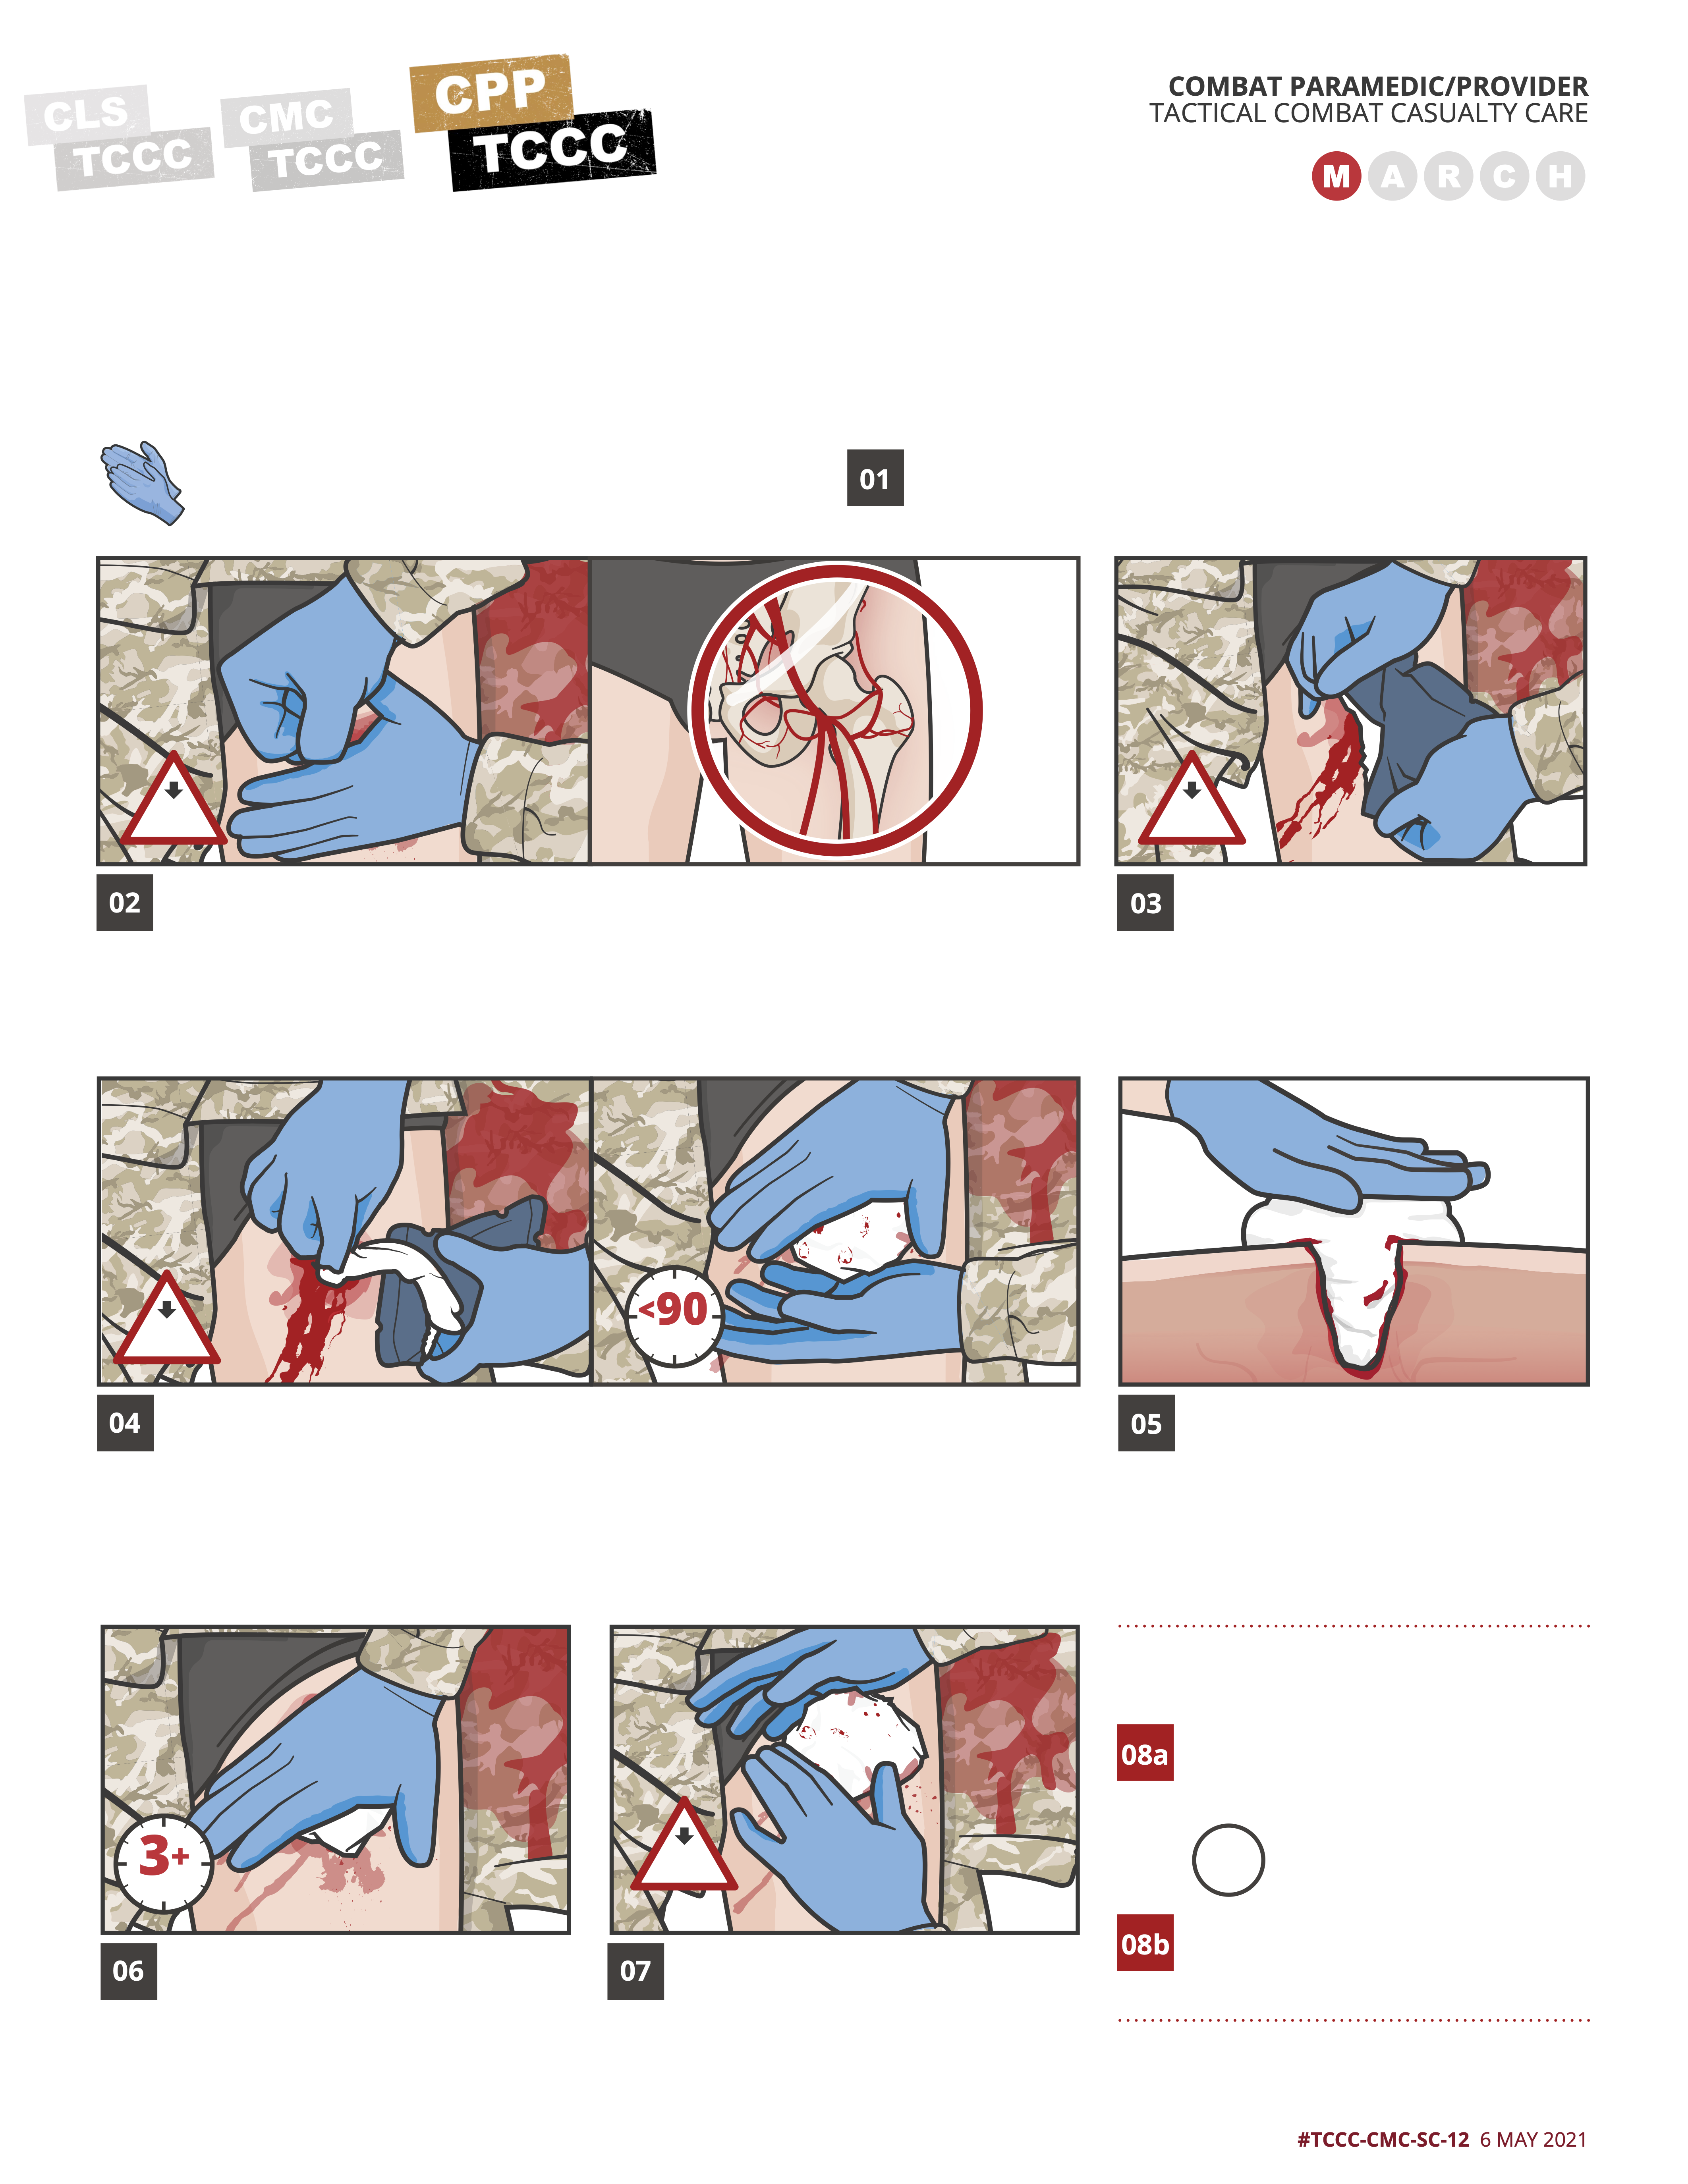 CLS
TCCC
CMC
TCCC
CPP
TCCC
COMBAT PARAMEDIC/PROVIDER
TACTICAL COMBAT CASUALTY CARE
M A R C H
01
02
03
<90
04
05
3+
06
07
08a
08b
#TCCC-CMC-SC-12 6 MAY 2021